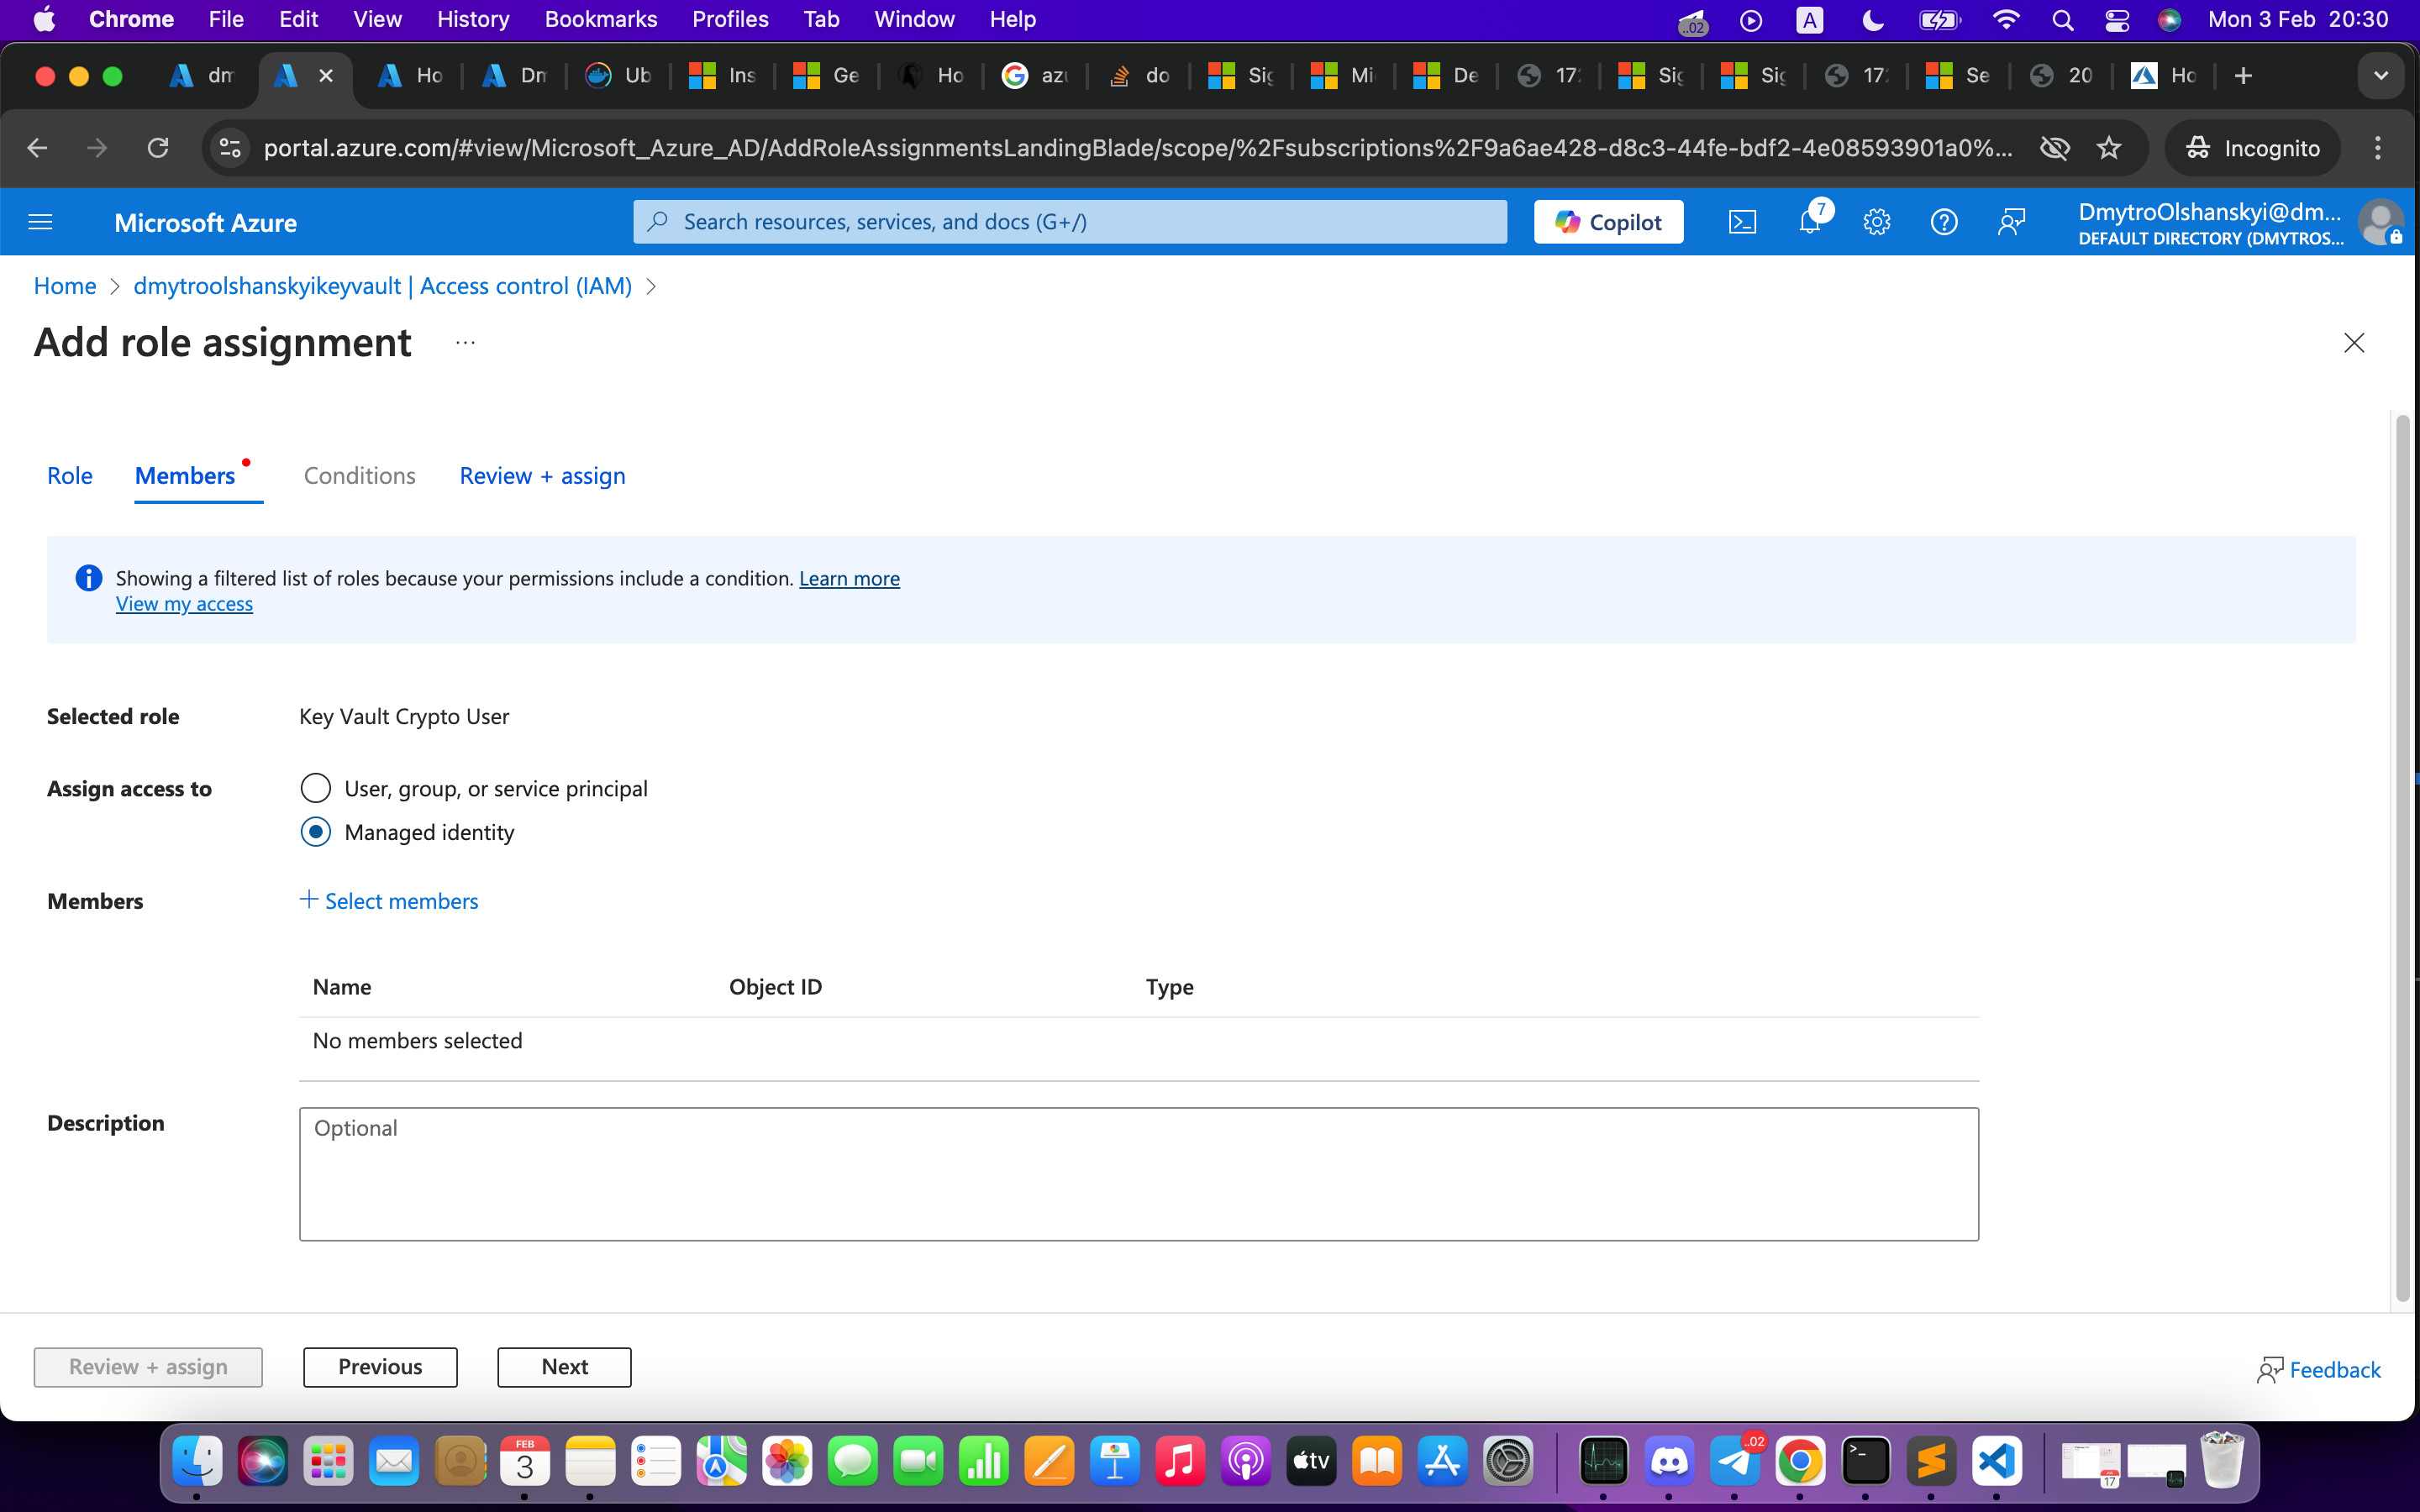 Chrome File Edit View History Bookmarks Profiles Tab Window Help ..02 A Mon 3 Feb 20:30
dm Ho Dm Ub Ins Ge Ho azu do Sig Mi De 17: Sig Sig 17: Se 20 Ho
portal.azure.com/#view/Microsoft_Azure_AD/AddRoleAssignmentsLandingBlade/scope/%2Fsubscriptions%2F9a6ae428-d8c3-44fe-bdf2-4e08593901a0%... Incognito
Microsoft Azure Search resources, services, and docs (G+/) Copilot 7 DmytroOlshanskyi@dm...
DEFAULT DIRECTORY (DMYTROS...
Home > dmytroolshanskyikeyvault | Access control (IAM) >
Add role assignment ...
Role Members Conditions Review + assign
Showing a filtered list of roles because your permissions include a condition. Learn more
View my access
Selected role Key Vault Crypto User
Assign access to User, group, or service principal
Managed identity
Members + Select members
Name Object ID Type
No members selected
Description Optional
Review + assign Previous Next Feedback
FEB
3
tv
..02
17